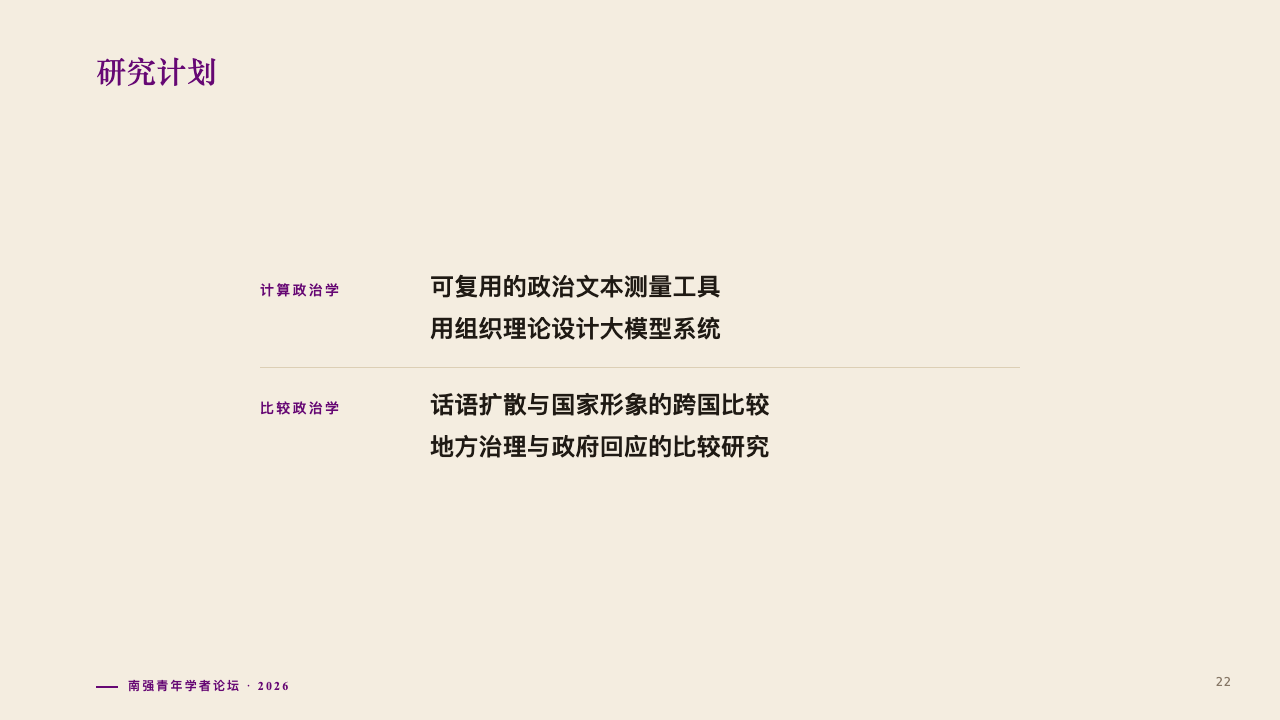 研究计划
计算政治学
可复用的政治文本测量工具
用组织理论设计大模型系统
比较政治学
话语扩散与国家形象的跨国比较
地方治理与政府回应的比较研究
南强青年学者论坛 · 2026
22